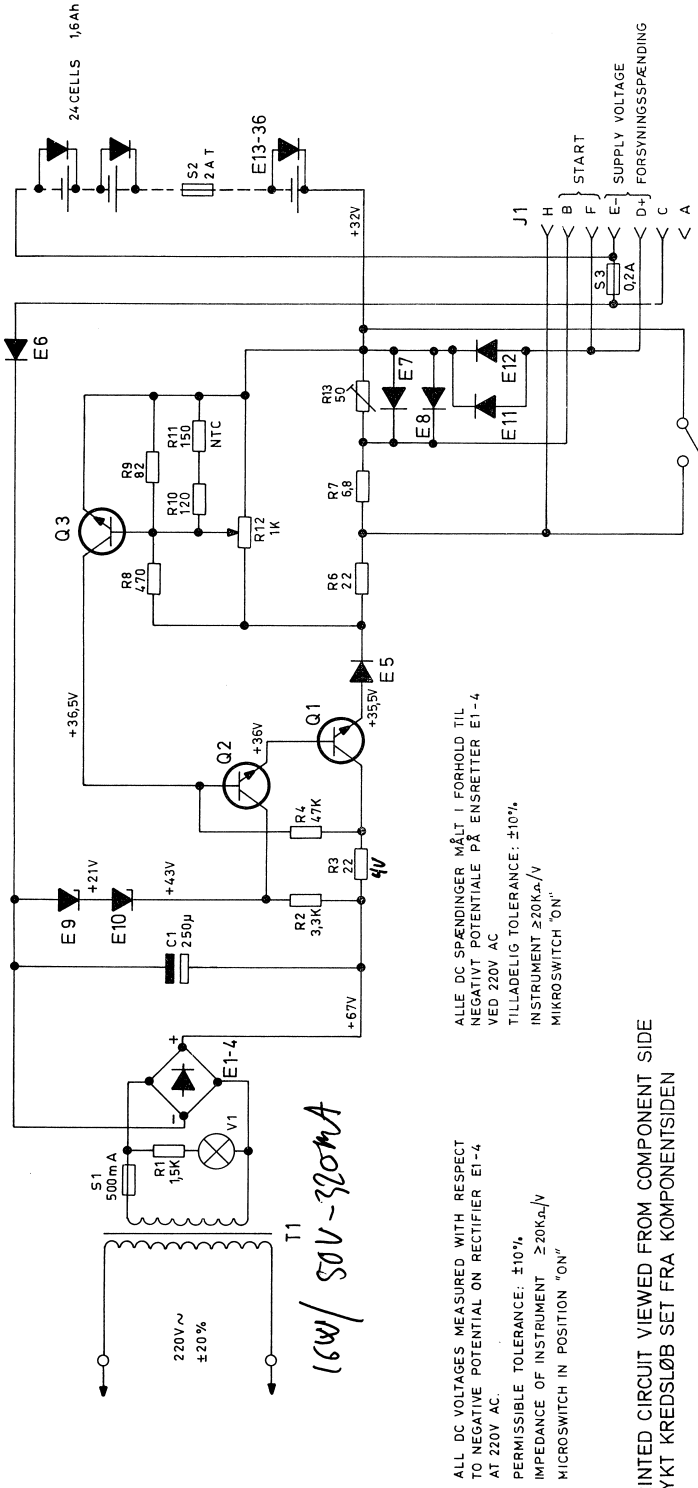 24 CELLS 1,6Ah
S2
2 A T
E13-36
+32V
E6
Q3
R9
82
R11
150
NTC
R10
120
R8
470
R12
1K
+36,5V
Q2
+36V
Q1
+35,5V
E5
R4
47K
R3
22
4V
R2
3,3K
E9
+21V
E10
+43V
C1
250µ
+67V
E1-4
+
−
S1
500mA
R1
1,5K
V1
T1
220V~
±20%
16W/ 50V-320mA
R6
2.2
R7
6,8
R13
50
E7
E8
E11
E12
S3
0,2A
J1
H
B
F
START
E- SUPPLY VOLTAGE
D+ FORSYNINGSSPÆNDING
C
A
ALL DC VOLTAGES MEASURED WITH RESPECT
TO NEGATIVE POTENTIAL ON RECTIFIER E1-4
AT 220V AC.
PERMISSIBLE TOLERANCE: ±10%
IMPEDANCE OF INSTRUMENT ≥20KΩ/V
MICROSWITCH IN POSITION "ON"
ALLE DC SPÆNDINGER MÅLT I FORHOLD TIL
NEGATIVT POTENTIALE PÅ ENSRETTER E1-4
VED 220V AC
TILLADELIG TOLERANCE: ±10%
INSTRUMENT ≥20KΩ/V
MIKROSWITCH "ON"
INTED CIRCUIT VIEWED FROM COMPONENT SIDE
YKT KREDSLØB SET FRA KOMPONENTSIDEN